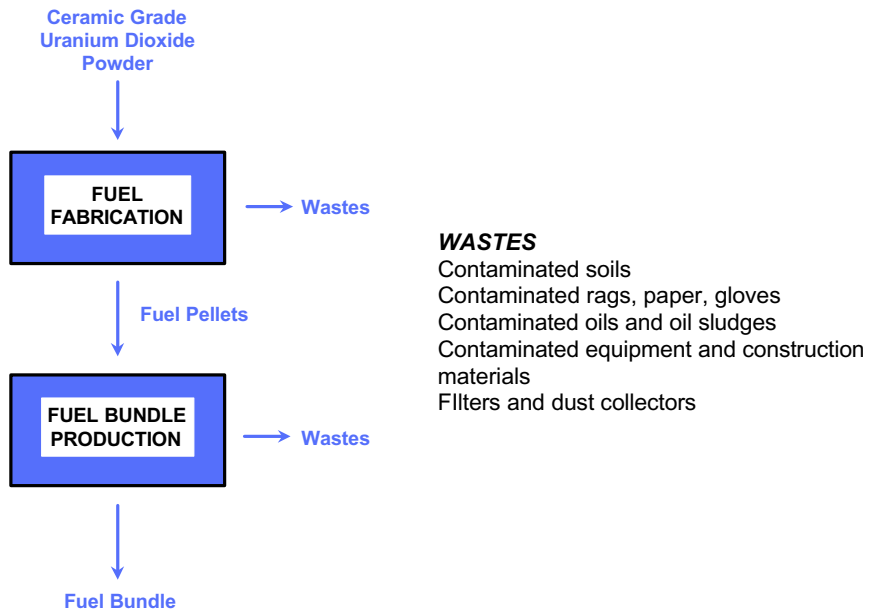 Ceramic Grade
Uranium Dioxide
Powder
FUEL
FABRICATION
Wastes
Fuel Pellets
FUEL BUNDLE
PRODUCTION
Wastes
Fuel Bundle
WASTES
Contaminated soils
Contaminated rags, paper, gloves
Contaminated oils and oil sludges
Contaminated equipment and construction
materials
FIlters and dust collectors